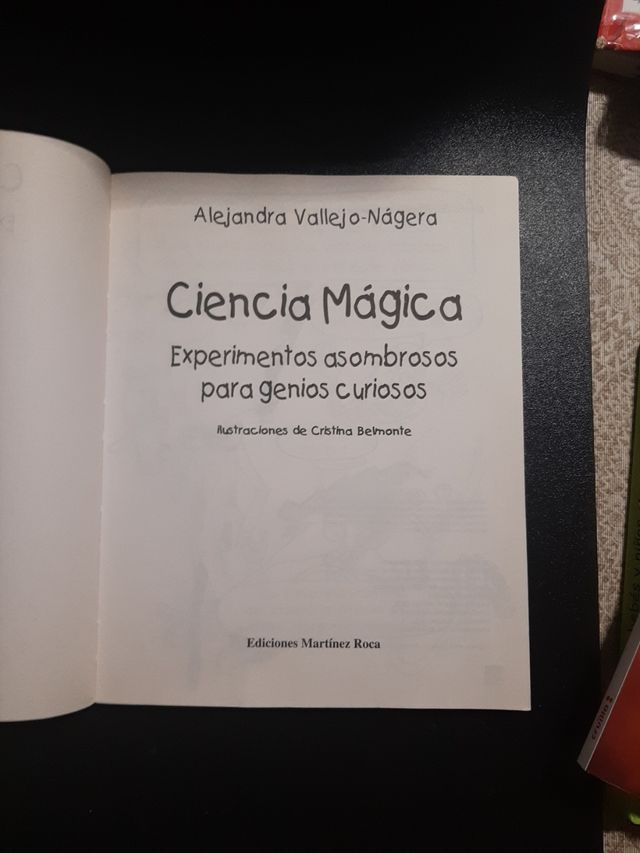 Alejandra Vallejo-Nágera
Ciencia Mágica
Experimentos asombrosos
para genios curiosos
Ilustraciones de Cristina Belmonte
Ediciones Martínez Roca